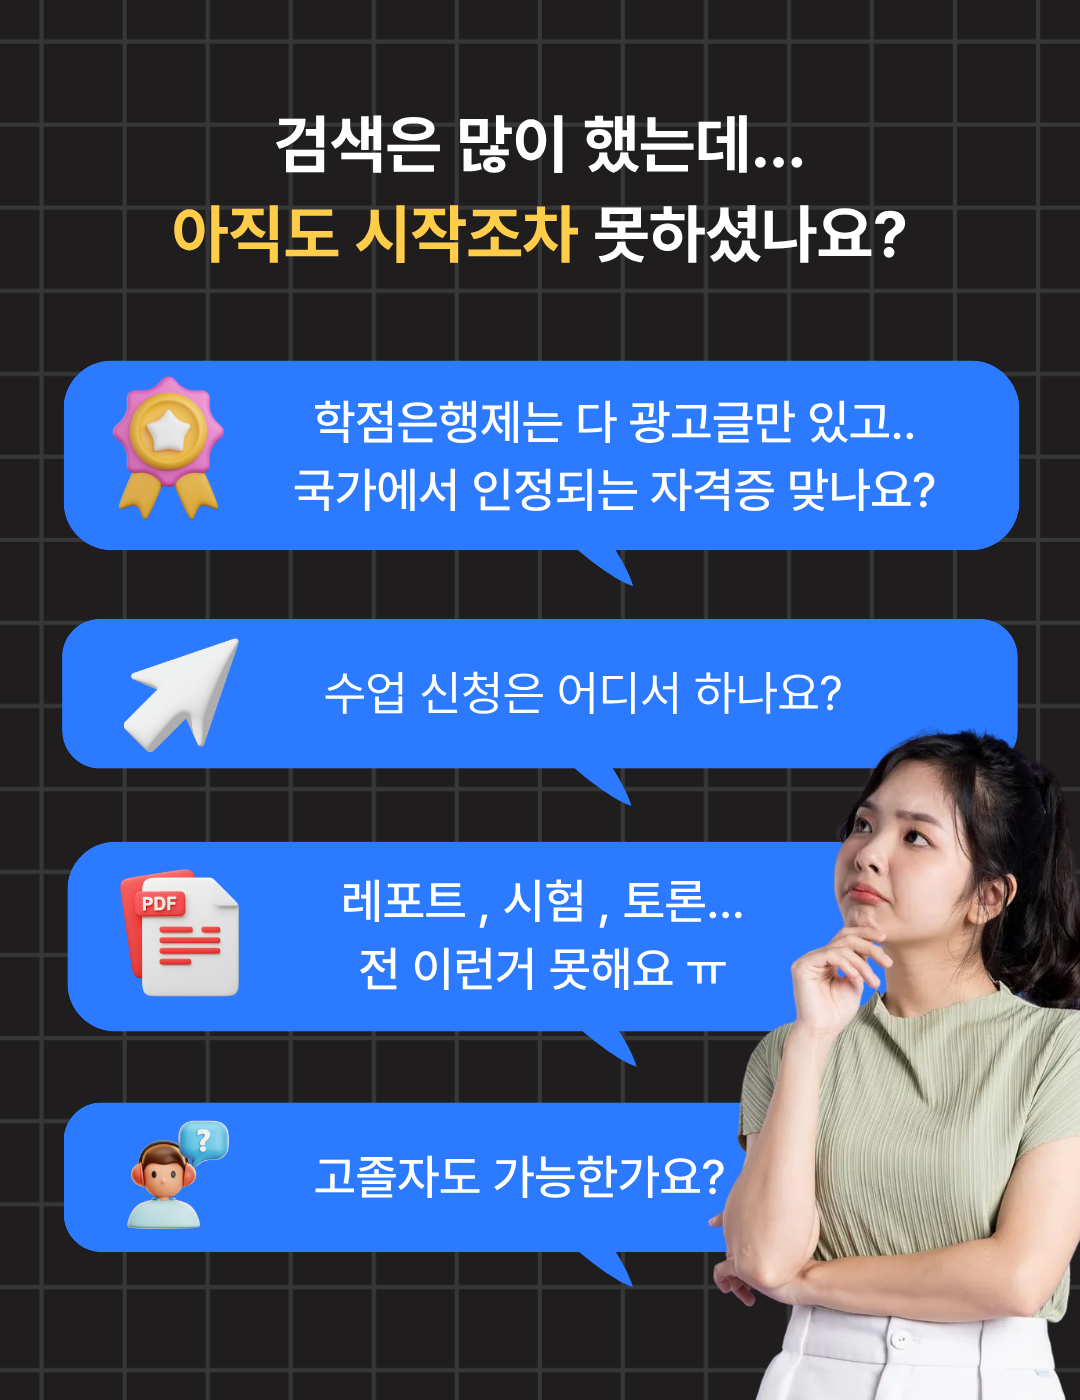 검색은 많이 했는데...
아직도 시작조차 못하셨나요?
학점은행제는 다 광고글만 있고..
국가에서 인정되는 자격증 맞나요?
수업 신청은 어디서 하나요?
PDF
레포트 , 시험 , 토론...
전 이런거 못해요 ㅠ
?
고졸자도 가능한가요?